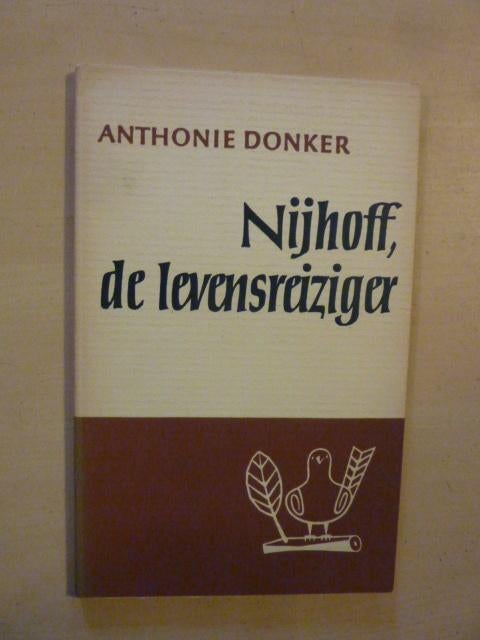 ANTHONIE DONKER
Nijhoff,
de levensreiziger